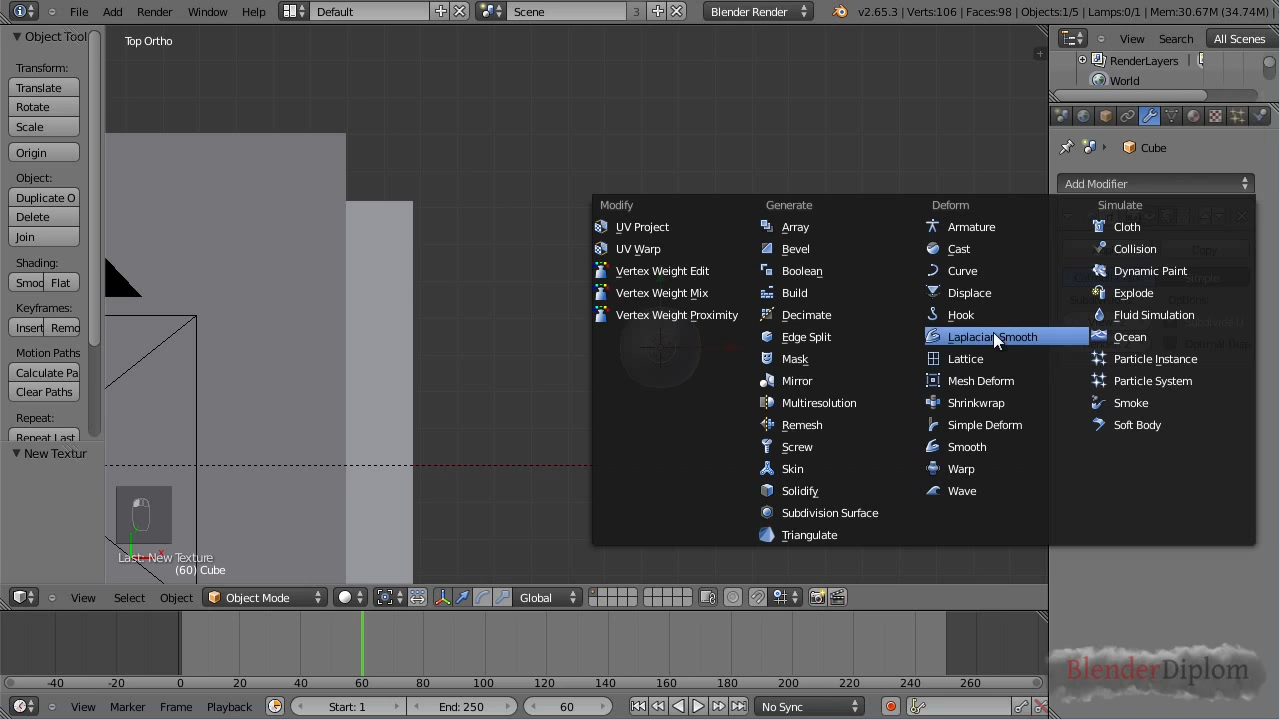 File Add Render Window Help Default Scene 3 Blender Render v2.65.3 | Verts:106 | Faces:98 | Objects:1/5 | Lamps:0/1 | Mem:30.67M (34.74M) |
Object Tool
Top Ortho
View Search All Scenes
RenderLayers
World
Transform:
Translate
Rotate
Scale
Origin
Object:
Duplicate O
Delete
Join
Shading:
Smoo Flat
Keyframes:
Insert Remo
Motion Paths
Calculate Pa
Clear Paths
Repeat:
Repeat Last
New Textur
Cube
Add Modifier
Copy
Simple
Modify
UV Project
UV Warp
Vertex Weight Edit
Vertex Weight Mix
Vertex Weight Proximity
Generate
Array
Bevel
Boolean
Build
Decimate
Edge Split
Mask
Mirror
Multiresolution
Remesh
Screw
Skin
Solidify
Subdivision Surface
Triangulate
Deform
Armature
Cast
Curve
Displace
Hook
Laplacian Smooth
Lattice
Mesh Deform
Shrinkwrap
Simple Deform
Smooth
Warp
Wave
Simulate
Cloth
Collision
Dynamic Paint
Explode
Fluid Simulation
Ocean
Particle Instance
Particle System
Smoke
Soft Body
Last: New Texture
(60) Cube
View Select Object Object Mode Global
-40 -20 0 20 40 60 80 100 120 140 160 180 200 220 240 260
View Marker Frame Playback Start: 1 End: 250 60 No Sync
BlenderDiplom